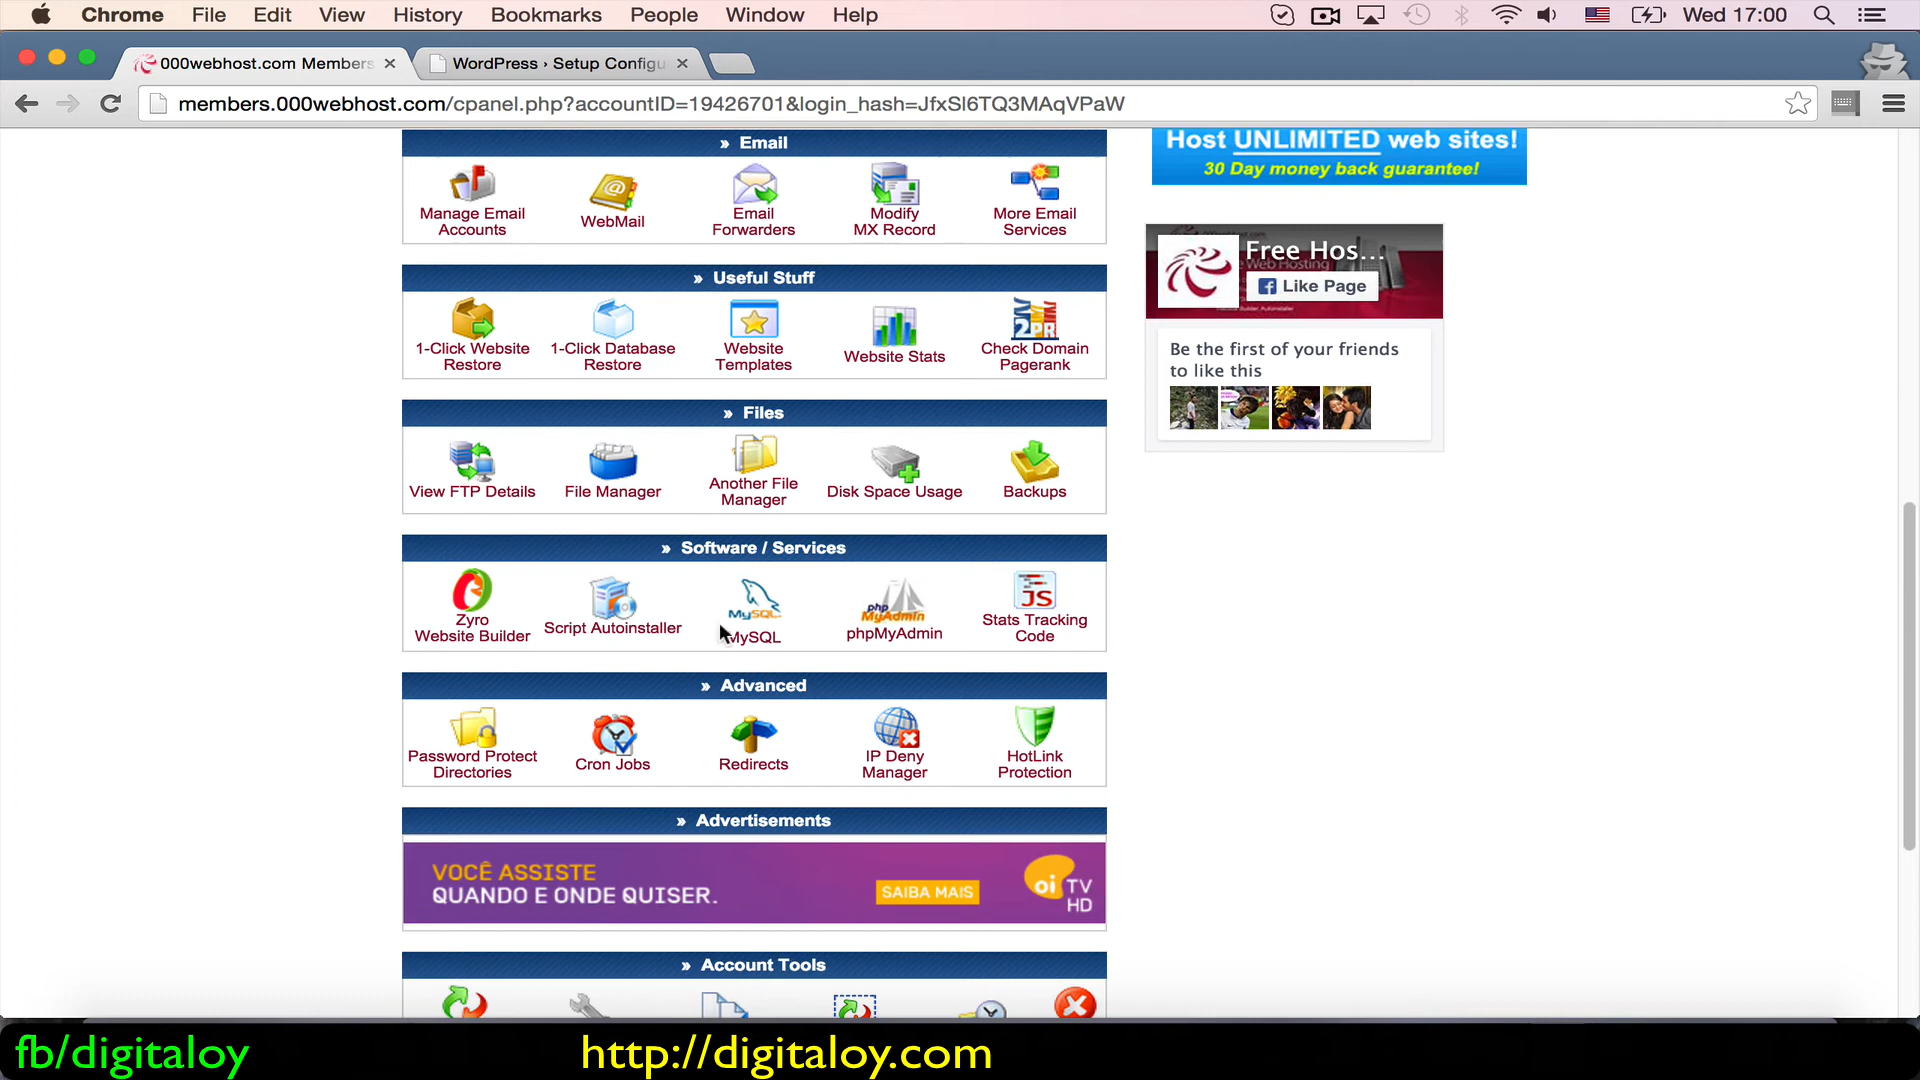 Chrome File Edit View History Bookmarks People Window Help
Wed 17:00
000webhost.com Members
WordPress › Setup Configu
members.000webhost.com/cpanel.php?accountID=19426701&login_hash=JfxSl6TQ3MAqVPaW
» Email
Manage Email
Accounts
WebMail
Email
Forwarders
Modify
MX Record
More Email
Services
» Useful Stuff
1-Click Website
Restore
1-Click Database
Restore
Website
Templates
Website Stats
2PR
Check Domain
Pagerank
» Files
View FTP Details
File Manager
Another File
Manager
Disk Space Usage
Backups
» Software / Services
Zyro
Website Builder
Script Autoinstaller
MySQL
MySQL
php
MyAdmin
phpMyAdmin
JS
Stats Tracking
Code
» Advanced
Password Protect
Directories
Cron Jobs
Redirects
IP Deny
Manager
HotLink
Protection
» Advertisements
VOCÊ ASSISTE
QUANDO E ONDE QUISER.
SAIBA MAIS
oi TV
HD
» Account Tools
Host UNLIMITED web sites!
30 Day money back guarantee!
Free Hos...
Like Page
Be the first of your friends
to like this
fb/digitaloy
http://digitaloy.com